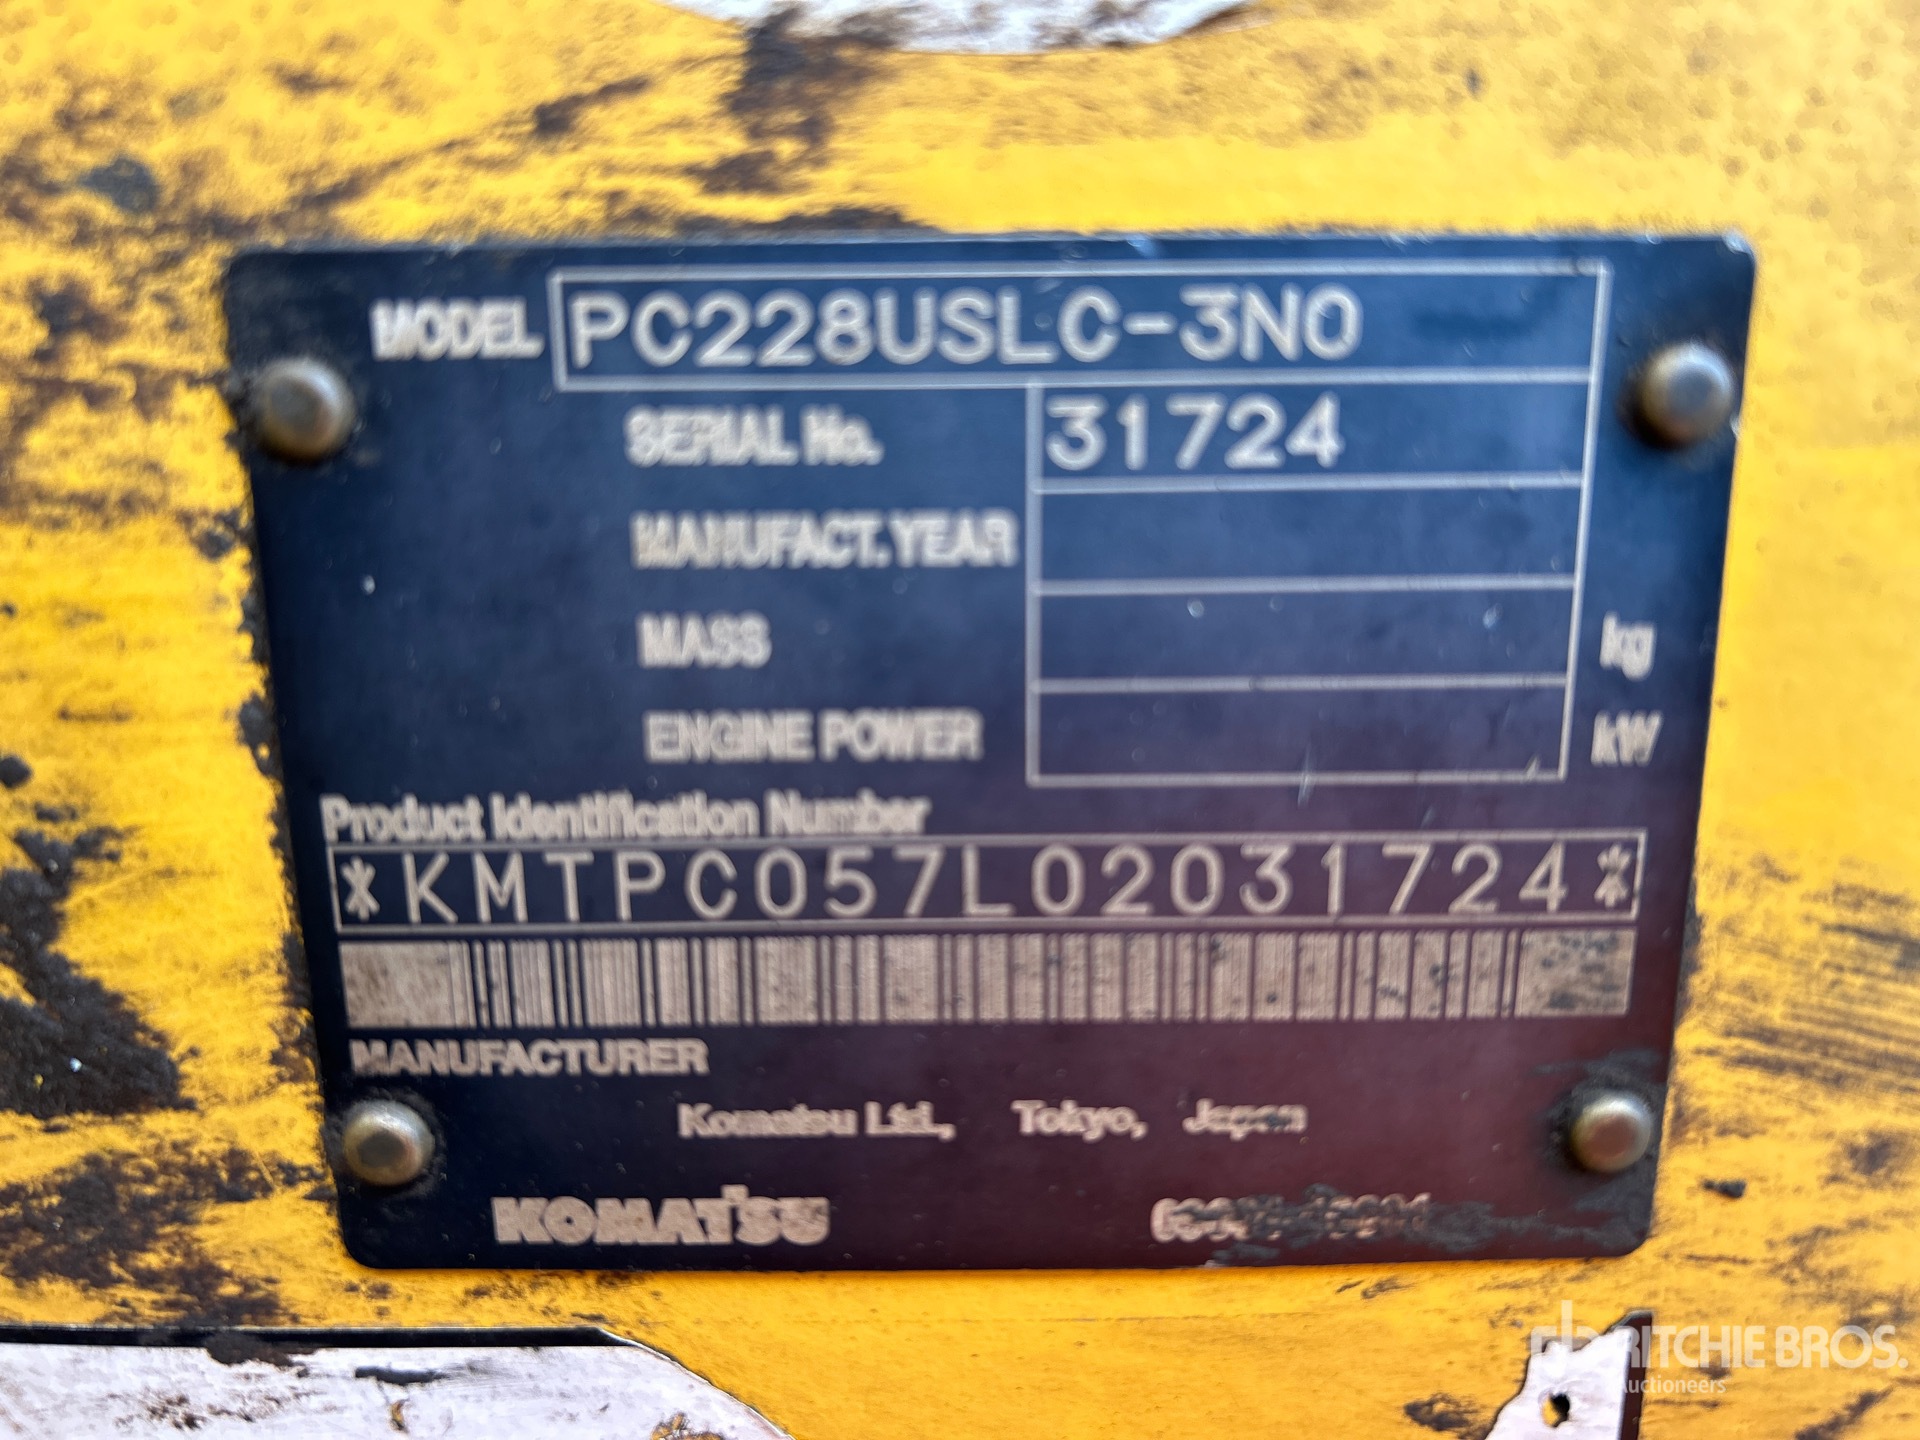 MODEL PC228USLC-3N0
SERIAL No. 31724
MANUFACT. YEAR
MASS kg
ENGINE POWER kW
Product Identification Number
*KMTPC057L02031724*
MANUFACTURER
Komatsu Ltd., Tokyo, Japan
KOMATSU
RITCHIE BROS.
Auctioneers